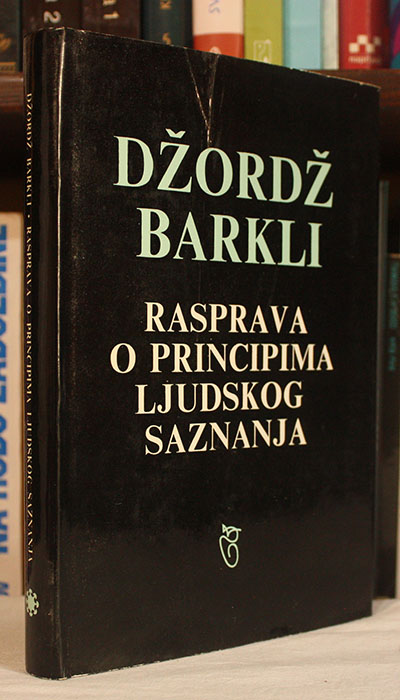 DŽORDŽ
BARKLI
RASPRAVA
O PRINCIPIMA
LJUDSKOG
SAZNANJA
DŽORDŽ BARKLI • RASPRAVA O PRINCIPIMA LJUDSKOG SAZNANJA